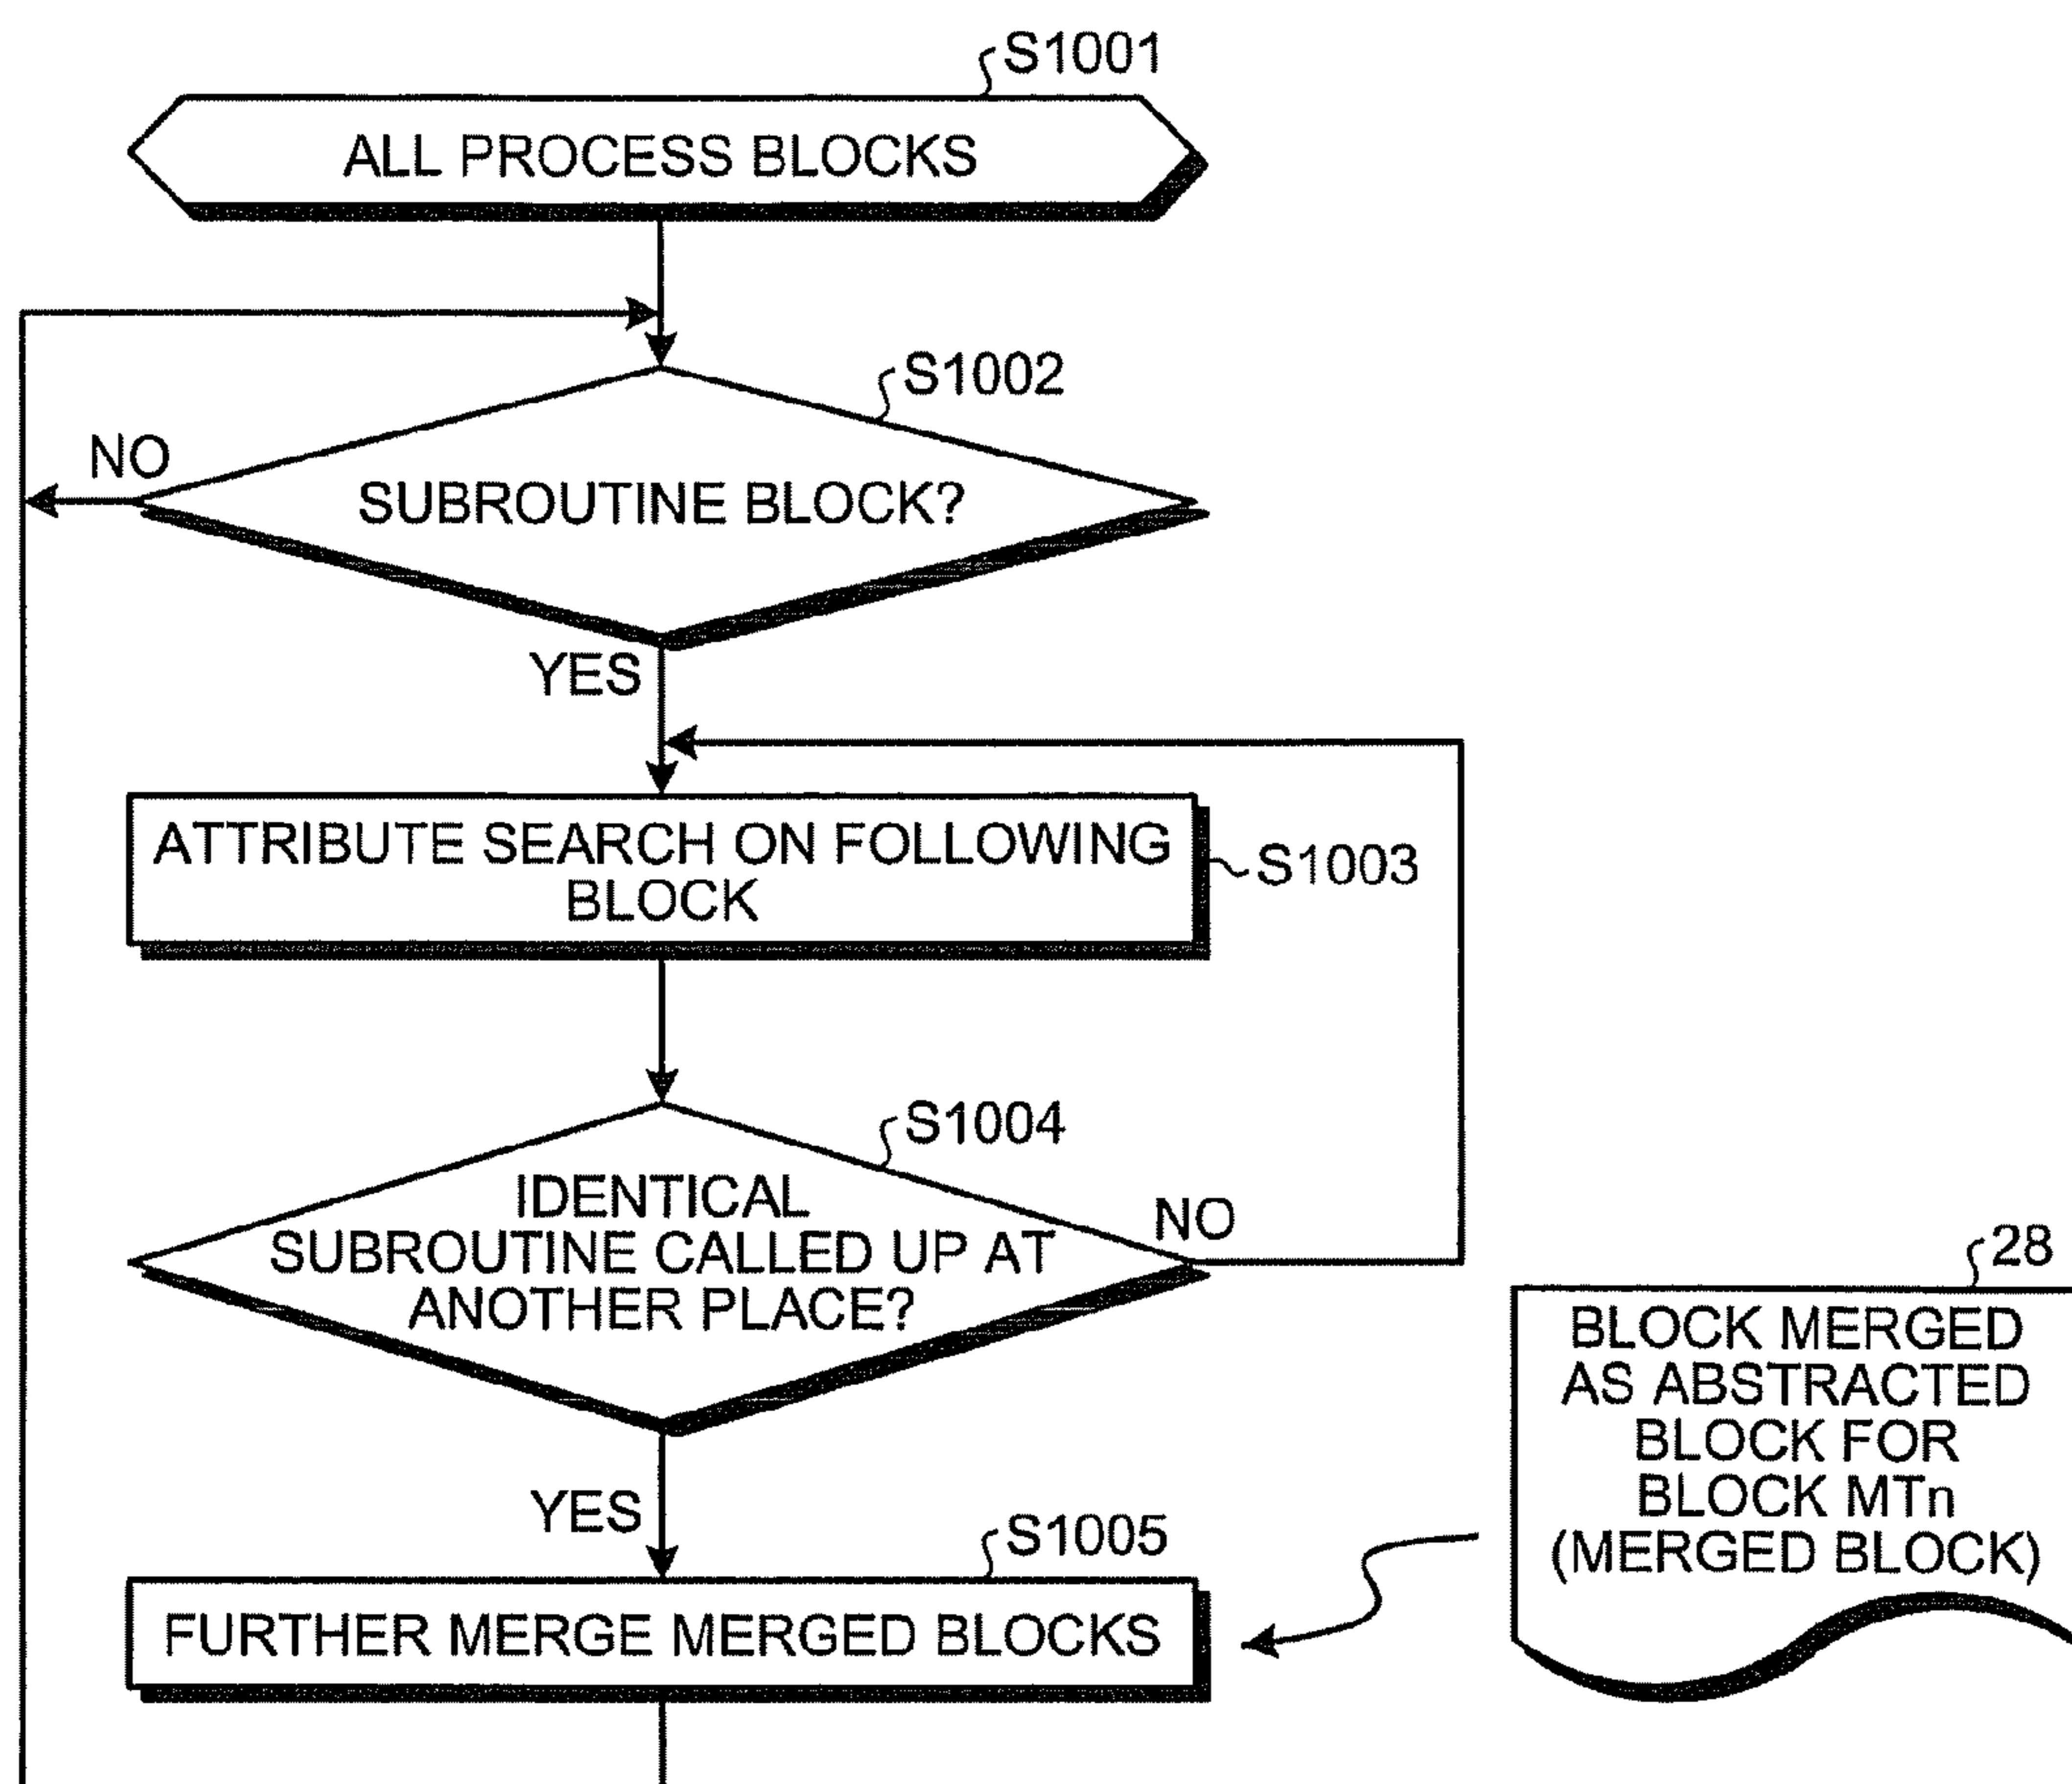 S1001
ALL PROCESS BLOCKS
S1002
NO
SUBROUTINE BLOCK?
YES
ATTRIBUTE SEARCH ON FOLLOWING
BLOCK
S1003
S1004
IDENTICAL
SUBROUTINE CALLED UP AT
ANOTHER PLACE?
NO
YES
S1005
FURTHER MERGE MERGED BLOCKS
28
BLOCK MERGED
AS ABSTRACTED
BLOCK FOR
BLOCK MTn
(MERGED BLOCK)